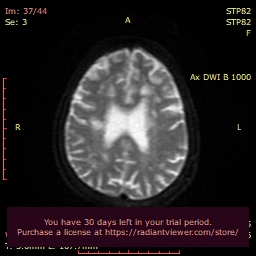 Im: 37/44
Se: 3
A
STP82
STP82
F
Ax DWI B 1000
R
L
You have 30 days left in your trial period.
Purchase a license at https://radiantviewer.com/store/